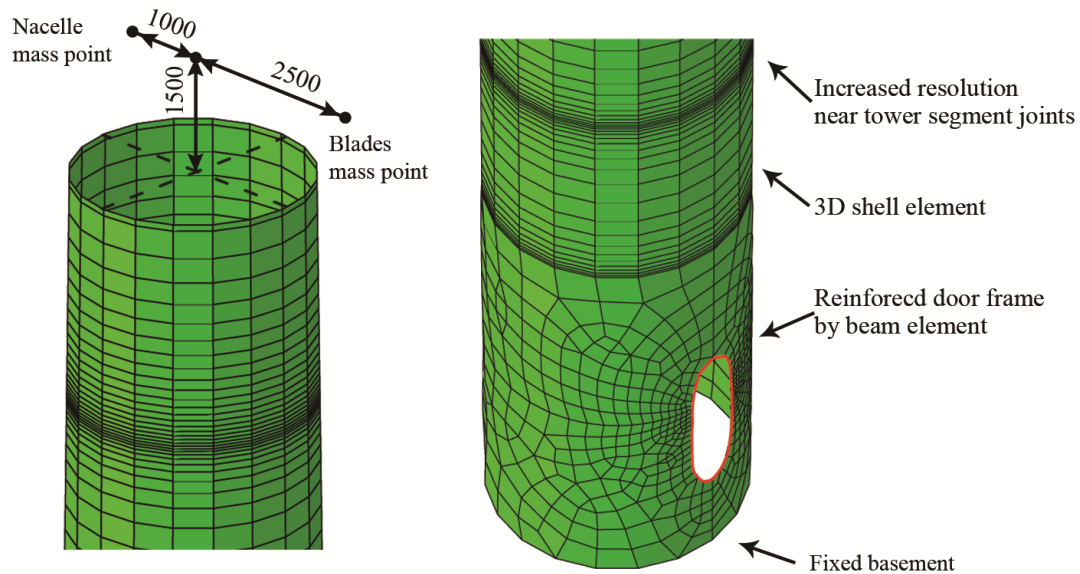 Nacelle
mass point
1000
2500
1500
Blades
mass point
Increased resolution
near tower segment joints
3D shell element
Reinforecd door frame
by beam element
Fixed basement